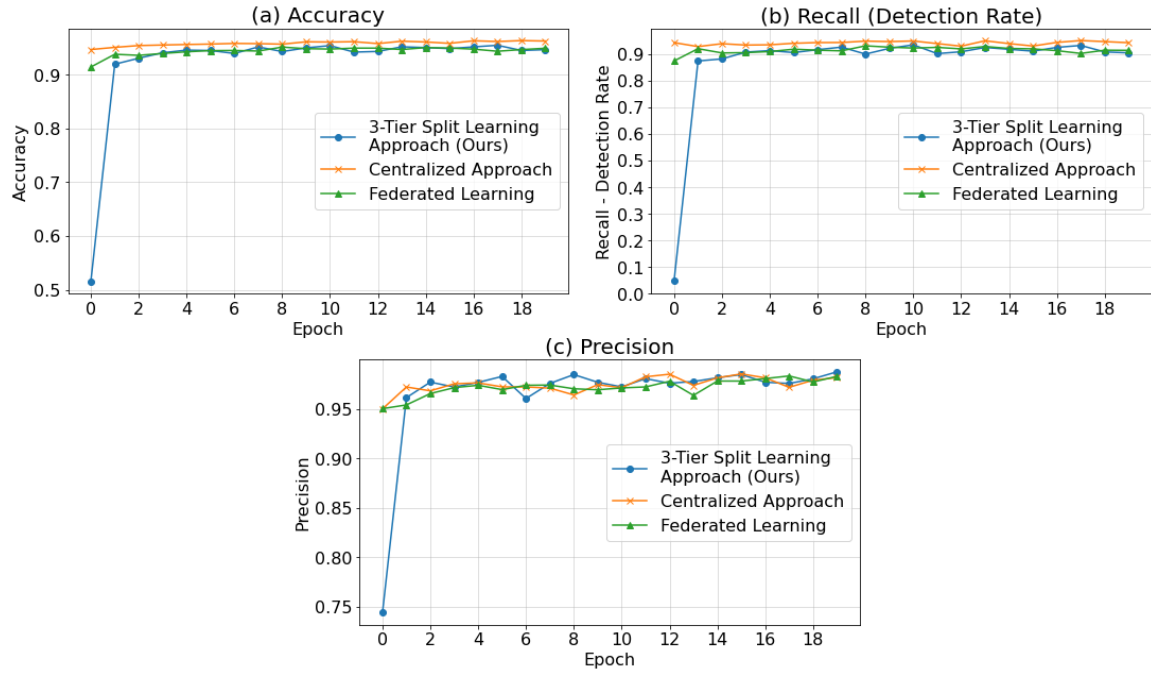 (a) Accuracy
Accuracy
0.9
0.8
0.7
0.6
0.5
3-Tier Split Learning
Approach (Ours)
Centralized Approach
Federated Learning
0 2 4 6 8 10 12 14 16 18
Epoch
(b) Recall (Detection Rate)
Recall - Detection Rate
0.9
0.8
0.7
0.6
0.5
0.4
0.3
0.2
0.1
0.0
3-Tier Split Learning
Approach (Ours)
Centralized Approach
Federated Learning
0 2 4 6 8 10 12 14 16 18
Epoch
(c) Precision
Precision
0.95
0.90
0.85
0.80
0.75
3-Tier Split Learning
Approach (Ours)
Centralized Approach
Federated Learning
0 2 4 6 8 10 12 14 16 18
Epoch